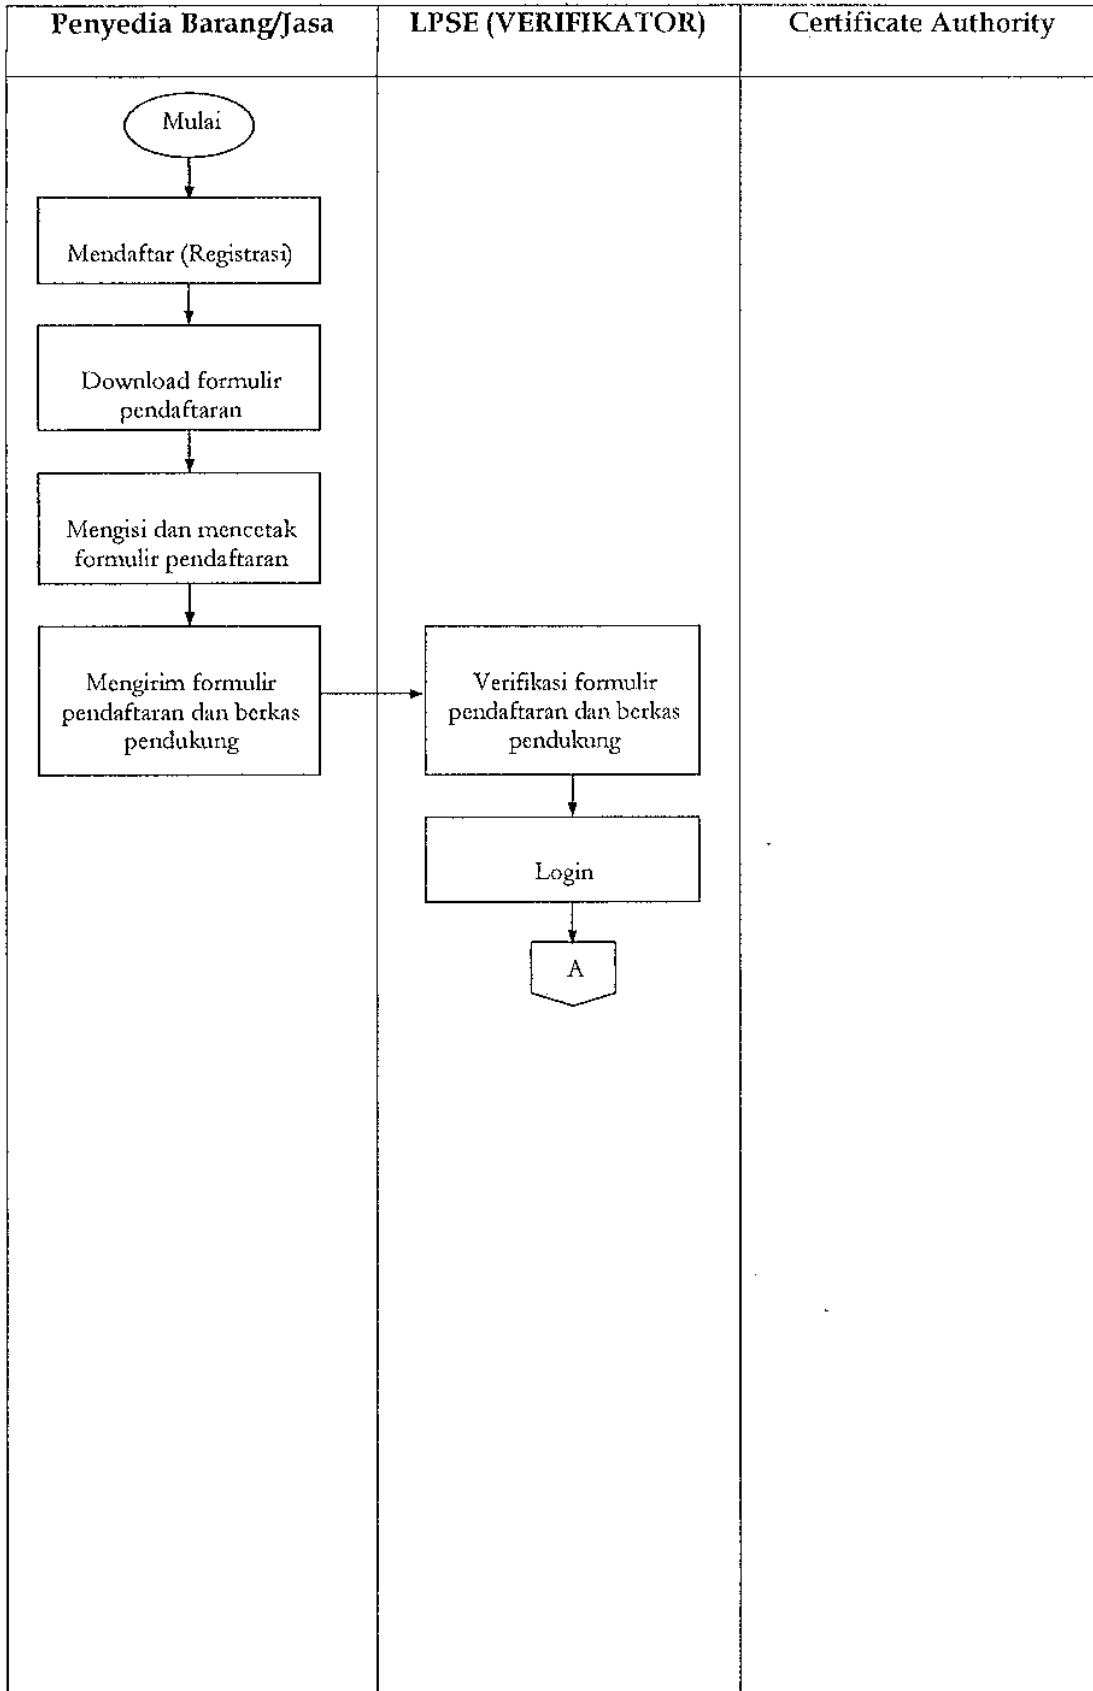 Penyedia Barang/Jasa
LPSE (VERIFIKATOR)
Certificate Authority
Mulai
Mendaftar (Registrasi)
Download formulir
pendaftaran
Mengisi dan mencetak
formulir pendaftaran
Mengirim formulir
pendaftaran dan berkas
pendukung
Verifikasi formulir
pendaftaran dan berkas
pendukung
Login
A